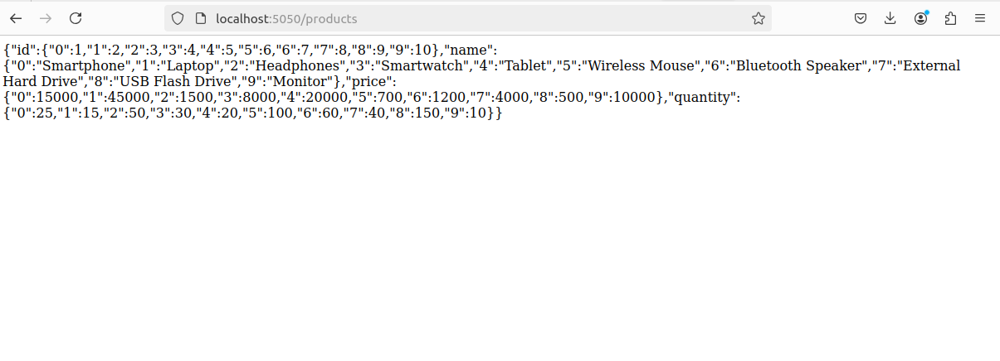 localhost:5050/products
{"id":{"0":1,"1":2,"2":3,"3":4,"4":5,"5":6,"6":7,"7":8,"8":9,"9":10},"name":
{"0":"Smartphone","1":"Laptop","2":"Headphones","3":"Smartwatch","4":"Tablet","5":"Wireless Mouse","6":"Bluetooth Speaker","7":"External
Hard Drive","8":"USB Flash Drive","9":"Monitor"},"price":
{"0":15000,"1":45000,"2":1500,"3":8000,"4":20000,"5":700,"6":1200,"7":4000,"8":500,"9":10000},"quantity":
{"0":25,"1":15,"2":50,"3":30,"4":20,"5":100,"6":60,"7":40,"8":150,"9":10}}